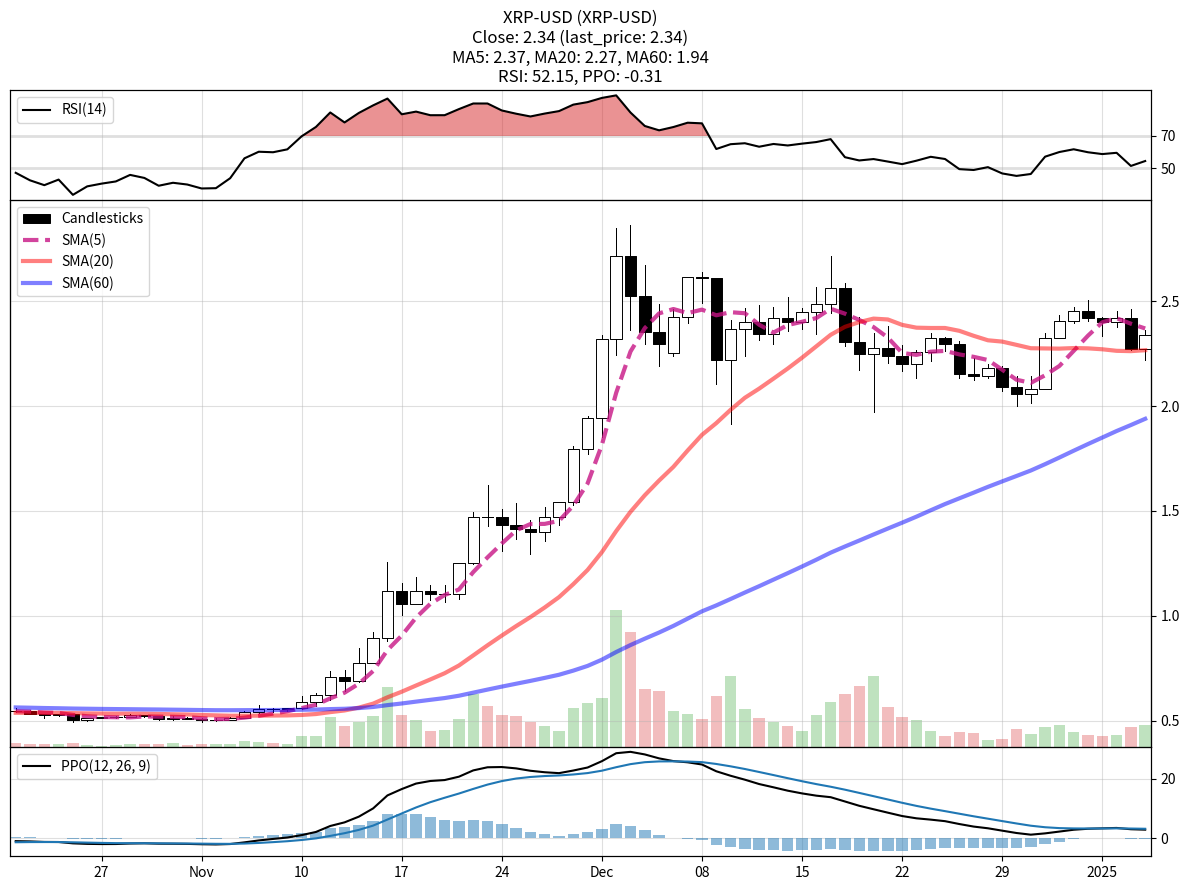 XRP-USD (XRP-USD)
Close: 2.34 (last_price: 2.34)
MA5: 2.37, MA20: 2.27, MA60: 1.94
RSI: 52.15, PPO: -0.31
RSI(14)
70
50
Candlesticks
SMA(5)
SMA(20)
SMA(60)
2.5
2.0
1.5
1.0
0.5
PPO(12, 26, 9)
20
0
27 Nov 10 17 24 Dec 08 15 22 29 2025